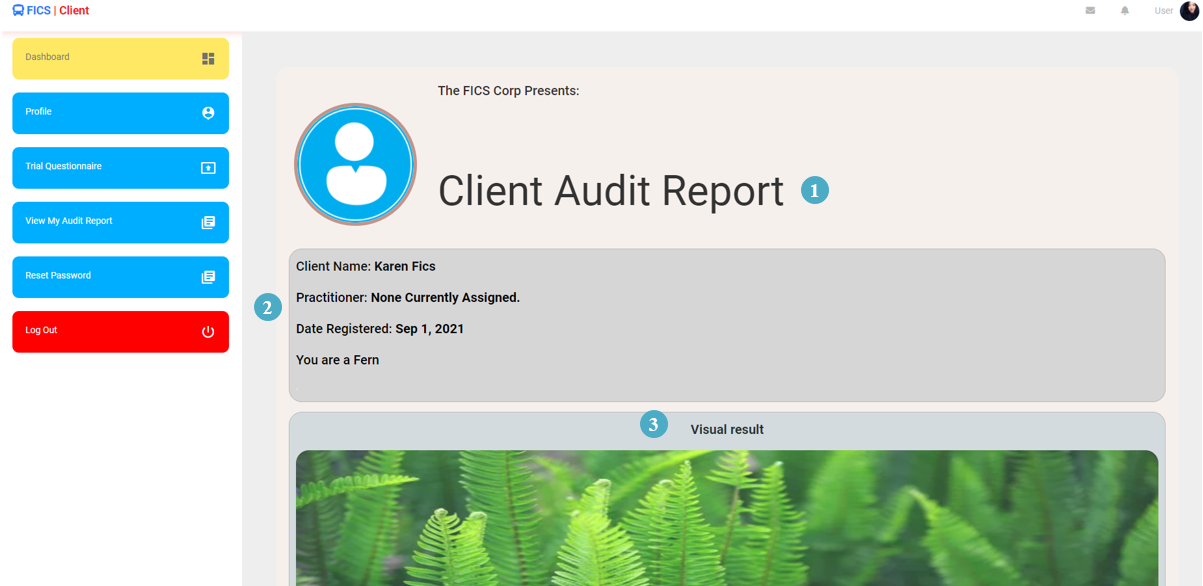 FICS | Client
User
Dashboard
Profile
Trial Questionnaire
View My Audit Report
Reset Password
Log Out
The FICS Corp Presents:
Client Audit Report 1
2
Client Name: Karen Fics
Practitioner: None Currently Assigned.
Date Registered: Sep 1, 2021
You are a Fern
3 Visual result